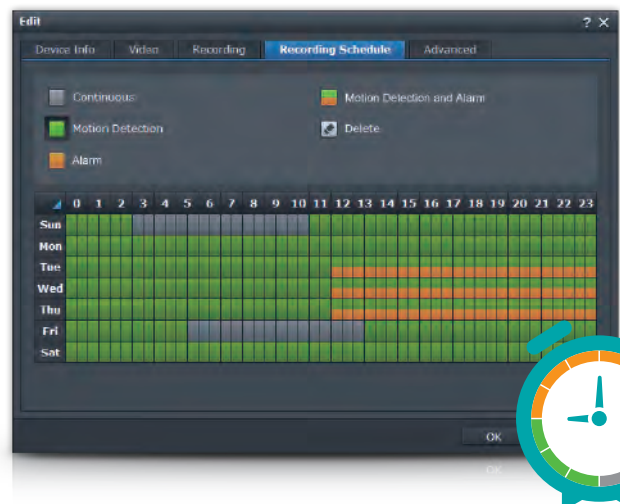 Edit ? ×
Device Info Video Recording Recording Schedule Advanced
Continuous Motion Detection and Alarm
Motion Detection Delete
Alarm
0 1 2 3 4 5 6 7 8 9 10 11 12 13 14 15 16 17 18 19 20 21 22 23
Sun
Mon
Tue
Wed
Thu
Fri
Sat
OK